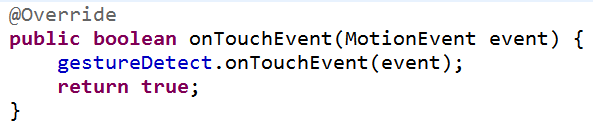 @Override
public boolean onTouchEvent(MotionEvent event) {
    gestureDetect.onTouchEvent(event);
    return true;
}